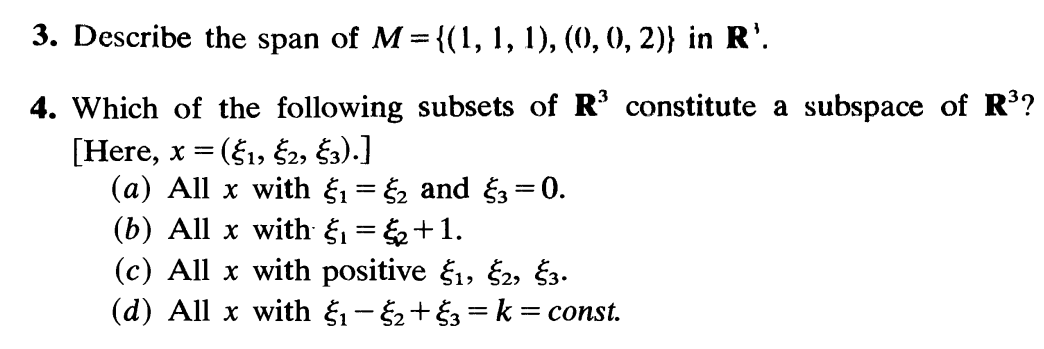 3. Describe the span of M = {(1, 1, 1), (0, 0, 2)} in R³.
4. Which of the following subsets of R³ constitute a subspace of R³?
[Here, x = (ξ₁, ξ₂, ξ₃).]
(a) All x with ξ₁ = ξ₂ and ξ₃ = 0.
(b) All x with ξ₁ = ξ₂ + 1.
(c) All x with positive ξ₁, ξ₂, ξ₃.
(d) All x with ξ₁ − ξ₂ + ξ₃ = k = const.